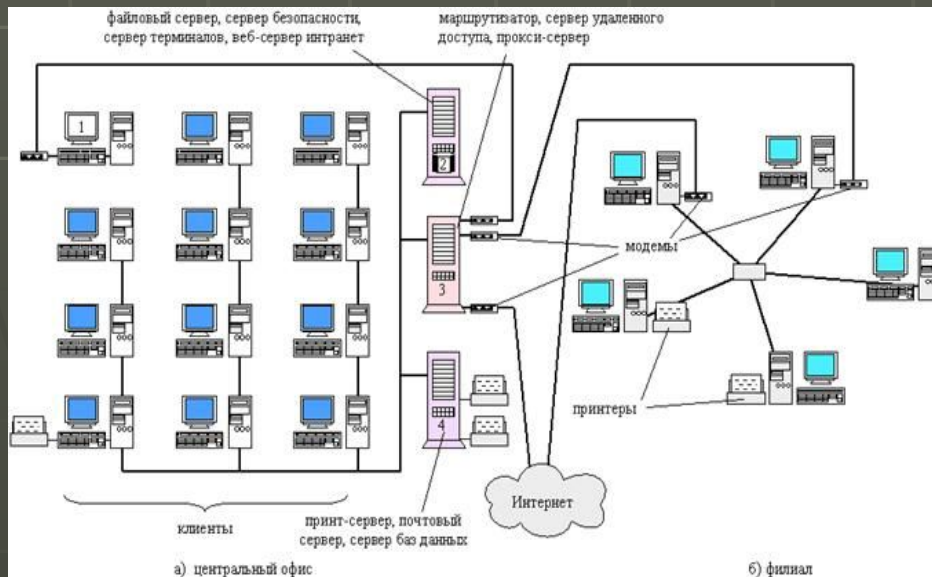 файловый сервер, сервер безопасности,
сервер терминалов, веб-сервер интранет
маршрутизатор, сервер удаленного
доступа, прокси-сервер
1
2
3
4
модемы
принтеры
Интернет
клиенты
принт-сервер, почтовый
сервер, сервер баз данных
а) центральный офис
б) филиал